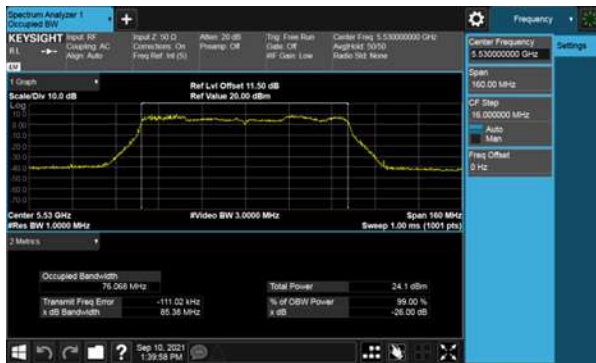 Spectrum Analyzer 1
Occupied BW
+
Frequency
KEYSIGHT
RL
Input: RF
Coupling: AC
Align: Auto
Input Z: 50 Ω
Corrections: On
Freq Ref: Int (S)
Atten: 20 dB
Preamp: Off
Trig: Free Run
Gate: Off
#IF Gain: Low
Center Freq: 5.530000000 GHz
Avg|Hold: 50/50
Radio Std: None
LM
1 Graph
Scale/Div 10.0 dB
Ref Lvl Offset 11.50 dB
Ref Value 20.00 dBm
Log
10.0
0.00
-10.0
-20.0
-30.0
-40.0
-50.0
-60.0
-70.0
Center 5.53 GHz
#Res BW 1.0000 MHz
#Video BW 3.0000 MHz
Span 160 MHz
Sweep 1.00 ms (1001 pts)
2 Metrics
Occupied Bandwidth
76.068 MHz
Transmit Freq Error
-111.02 kHz
x dB Bandwidth
85.38 MHz
Total Power
24.1 dBm
% of OBW Power
99.00 %
x dB
-26.00 dB
Sep 10, 2021
1:39:58 PM
Center Frequency
5.530000000 GHz
Settings
Span
160.00 MHz
CF Step
16.000000 MHz
Auto
Man
Freq Offset
0 Hz